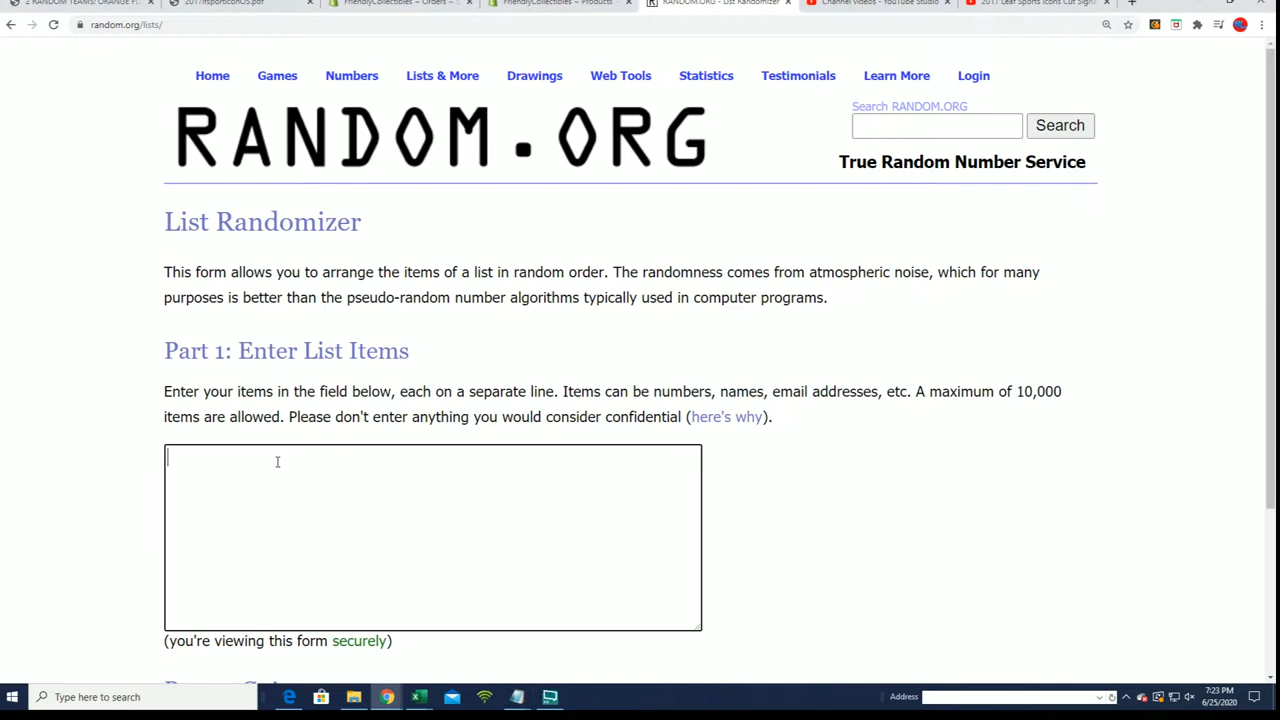 2 RANDOM TEAMS: ORANGE
2017lfsporticonOS.pdf
FriendlyCollectibles ~ Orders ~
FriendlyCollectibles ~ Products ~
RANDOM.ORG - List Randomizer
Channel videos - YouTube Studio
2017 Leaf Sports Icons Cut Sign
random.org/lists/
Home Games Numbers Lists & More Drawings Web Tools Statistics Testimonials Learn More Login
RANDOM.ORG
Search RANDOM.ORG
Search
True Random Number Service
List Randomizer
This form allows you to arrange the items of a list in random order. The randomness comes from atmospheric noise, which for many
purposes is better than the pseudo-random number algorithms typically used in computer programs.
Part 1: Enter List Items
Enter your items in the field below, each on a separate line. Items can be numbers, names, email addresses, etc. A maximum of 10,000
items are allowed. Please don't enter anything you would consider confidential (here's why).
(you're viewing this form securely)
Type here to search
Address
7:23 PM
6/25/2020